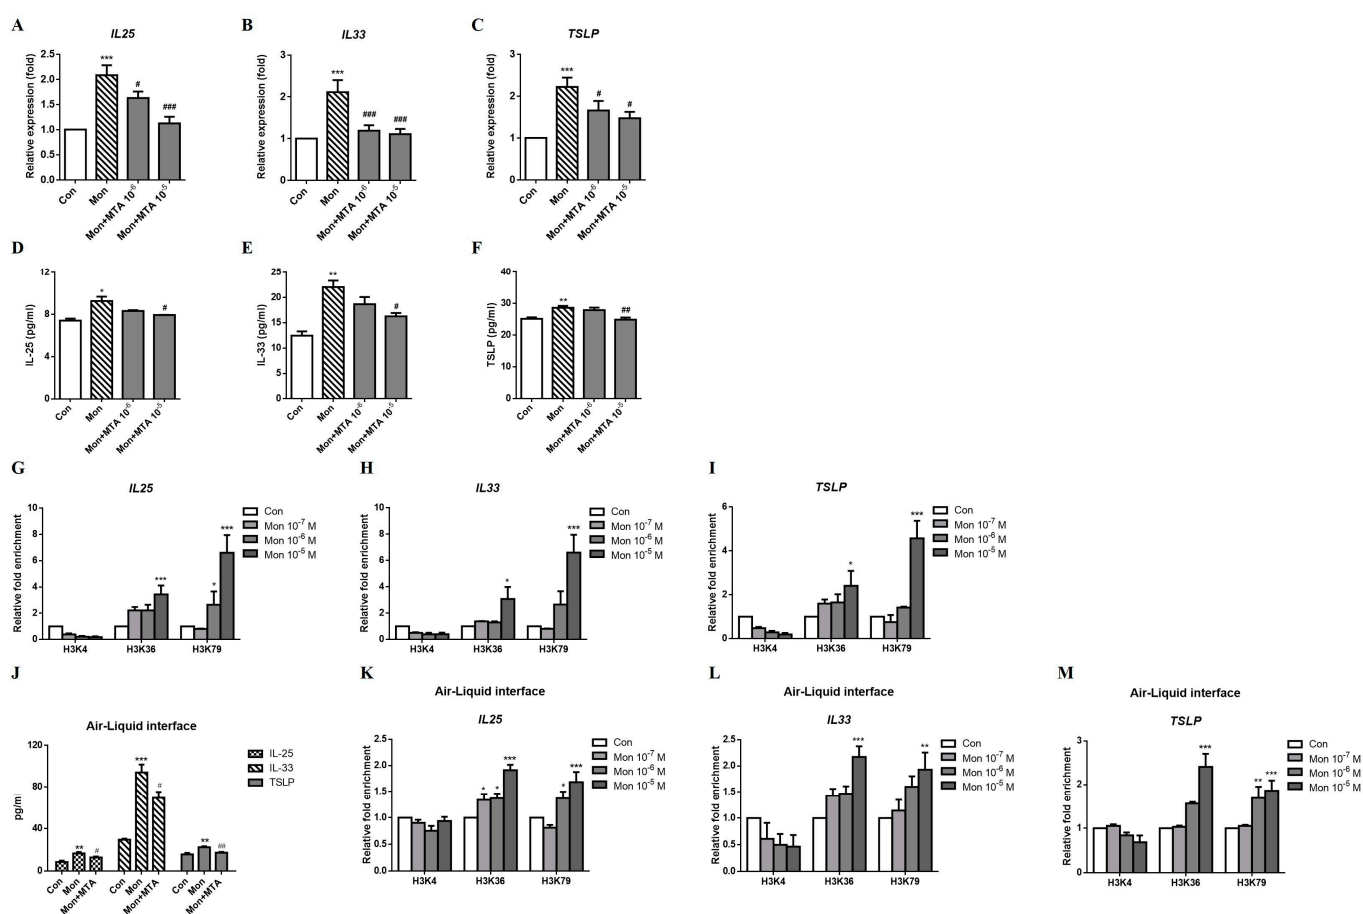 A
IL25
Relative expression (fold)
2.5
2.0
1.5
1.0
0.5
0.0
***
#
###
Con
Mon
Mon+MTA 10-6
Mon+MTA 10-5
B
IL33
Relative expression (fold)
3
2
1
0
***
###
###
Con
Mon
Mon+MTA 10-6
Mon+MTA 10-5
C
TSLP
Relative expression (fold)
3
2
1
0
***
#
#
Con
Mon
Mon+MTA 10-6
Mon+MTA 10-5
D
IL-25 (pg/ml)
12
8
4
0
*
#
Con
Mon
Mon+MTA 10-6
Mon+MTA 10-5
E
IL-33 (pg/ml)
25
20
15
10
5
0
**
#
Con
Mon
Mon+MTA 10-6
Mon+MTA 10-5
F
TSLP (pg/ml)
40
30
20
10
0
**
##
Con
Mon
Mon+MTA 10-6
Mon+MTA 10-5
G
IL25
Relative fold enrichment
10
8
6
4
2
0
***
*
***
H3K4
H3K36
H3K79
Con
Mon 10-7 M
Mon 10-6 M
Mon 10-5 M
H
IL33
Relative fold enrichment
10
8
6
4
2
0
*
***
H3K4
H3K36
H3K79
Con
Mon 10-7 M
Mon 10-6 M
Mon 10-5 M
I
TSLP
Relative fold enrichment
6
4
2
0
*
***
H3K4
H3K36
H3K79
Con
Mon 10-7 M
Mon 10-6 M
Mon 10-5 M
J
Air-Liquid interface
pg/ml
120
80
40
0
**
#
***
#
**
##
Con
Mon
Mon+MTA
Con
Mon
Mon+MTA
Con
Mon
Mon+MTA
IL-25
IL-33
TSLP
K
Air-Liquid interface
IL25
Relative fold enrichment
2.5
2.0
1.5
1.0
0.5
0.0
*
*
***
*
***
H3K4
H3K36
H3K79
Con
Mon 10-7 M
Mon 10-6 M
Mon 10-5 M
L
Air-Liquid interface
IL33
Relative fold enrichment
2.5
2.0
1.5
1.0
0.5
0.0
***
**
H3K4
H3K36
H3K79
Con
Mon 10-7 M
Mon 10-6 M
Mon 10-5 M
M
Air-Liquid interface
TSLP
Relative fold enrichment
3
2
1
0
***
**
***
H3K4
H3K36
H3K79
Con
Mon 10-7 M
Mon 10-6 M
Mon 10-5 M